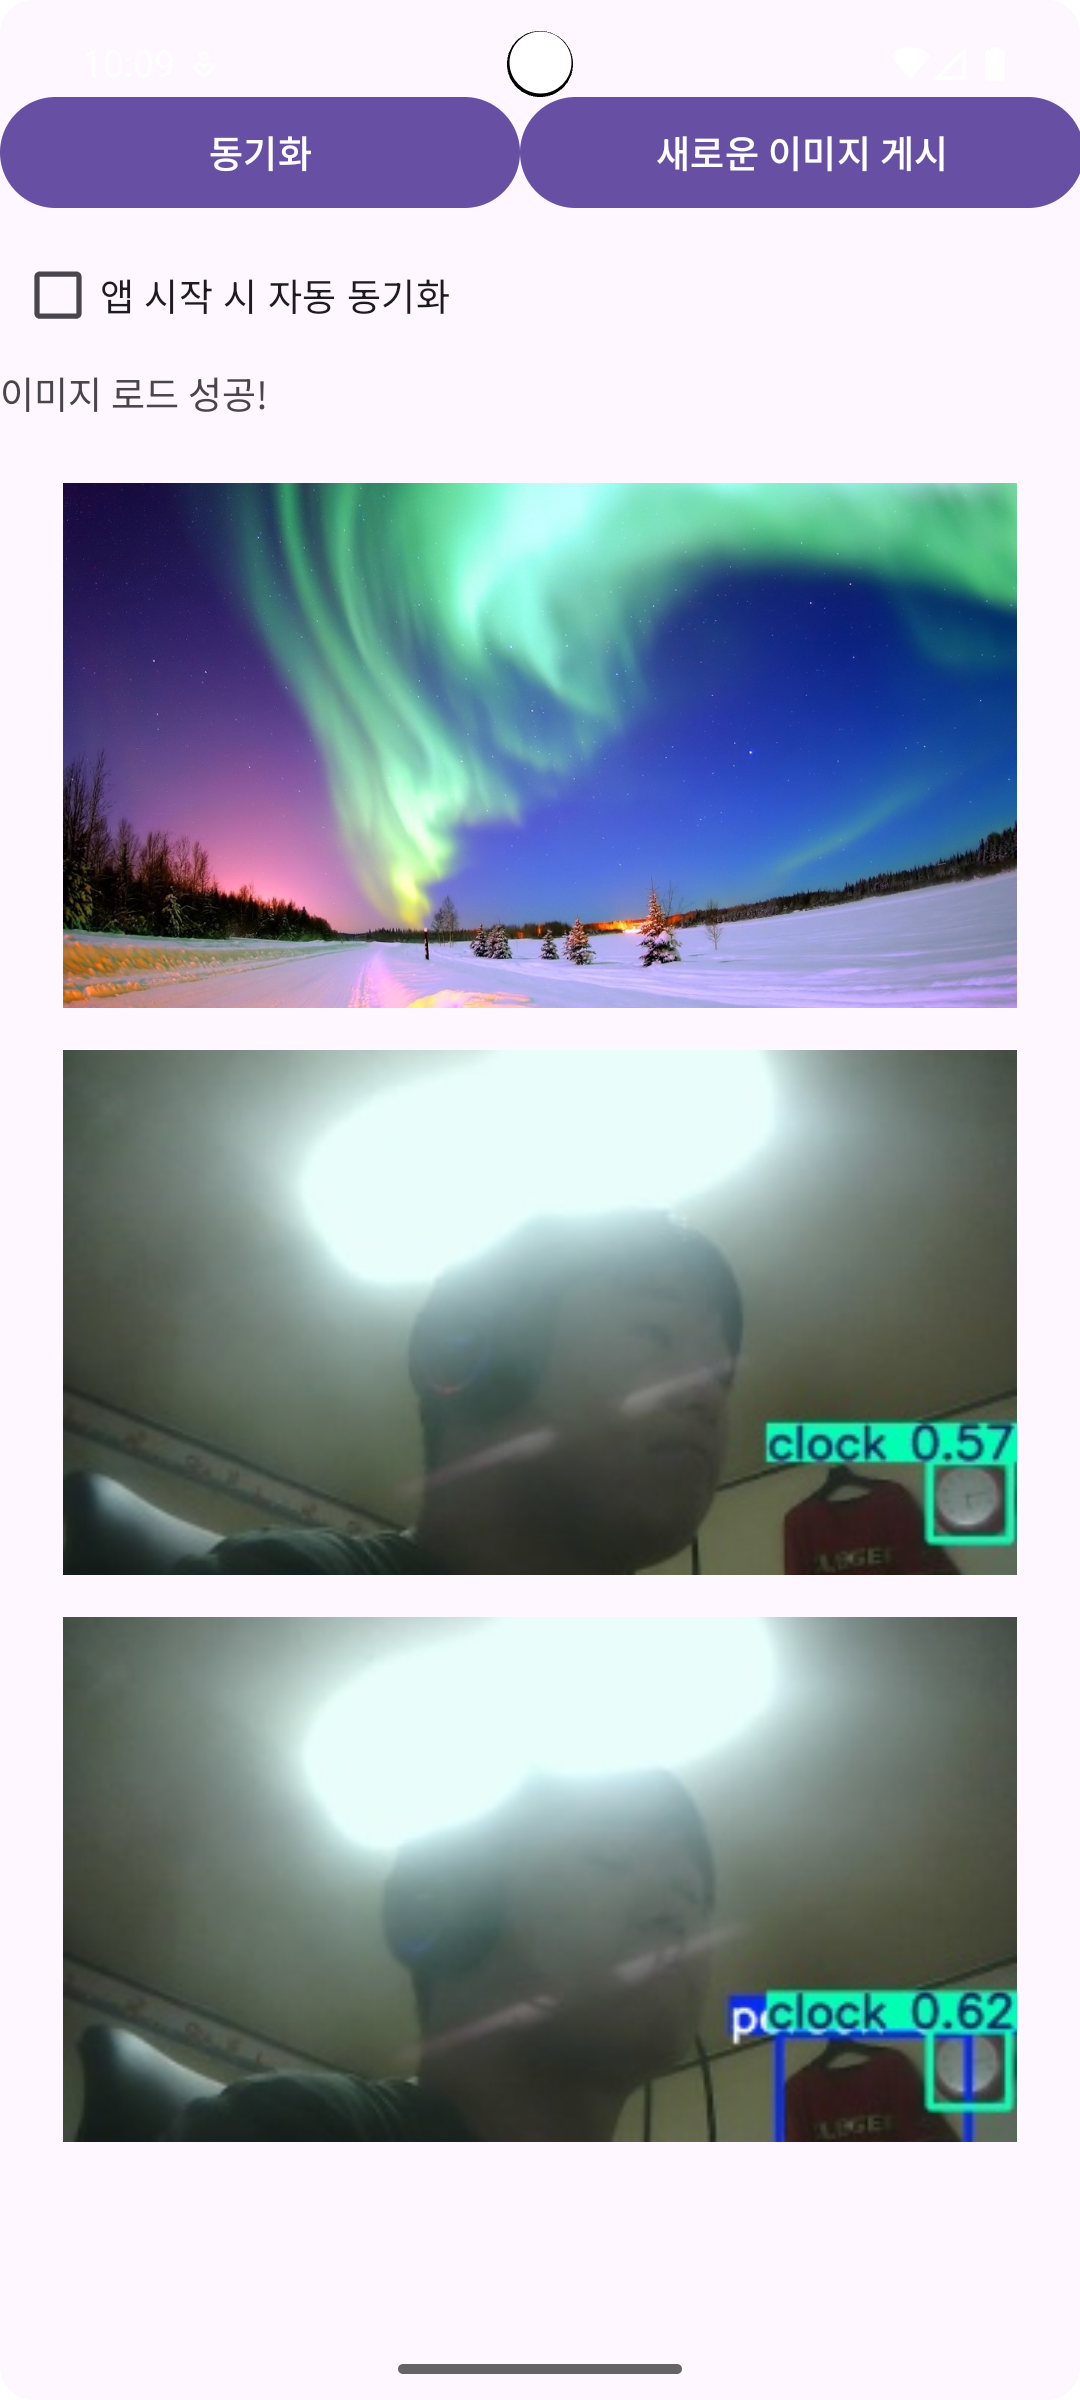 10:09
동기화
새로운 이미지 게시
앱 시작 시 자동 동기화
이미지 로드 성공!
clock 0.57
clock 0.62